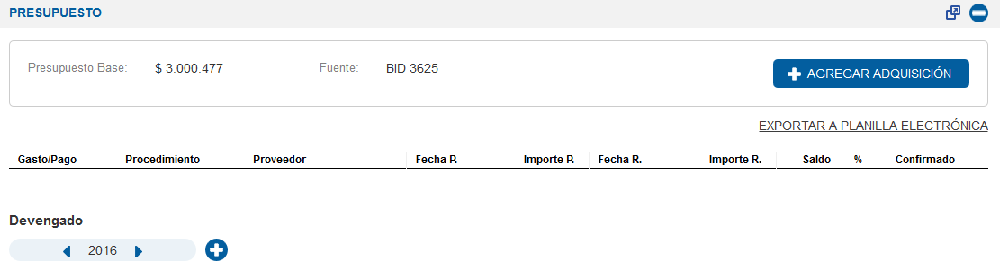 PRESUPUESTO
Presupuesto Base: $ 3.000.477 Fuente: BID 3625 AGREGAR ADQUISICIÓN
EXPORTAR A PLANILLA ELECTRÓNICA
Gasto/Pago Procedimiento Proveedor Fecha P. Importe P. Fecha R. Importe R. Saldo % Confirmado
Devengado
2016